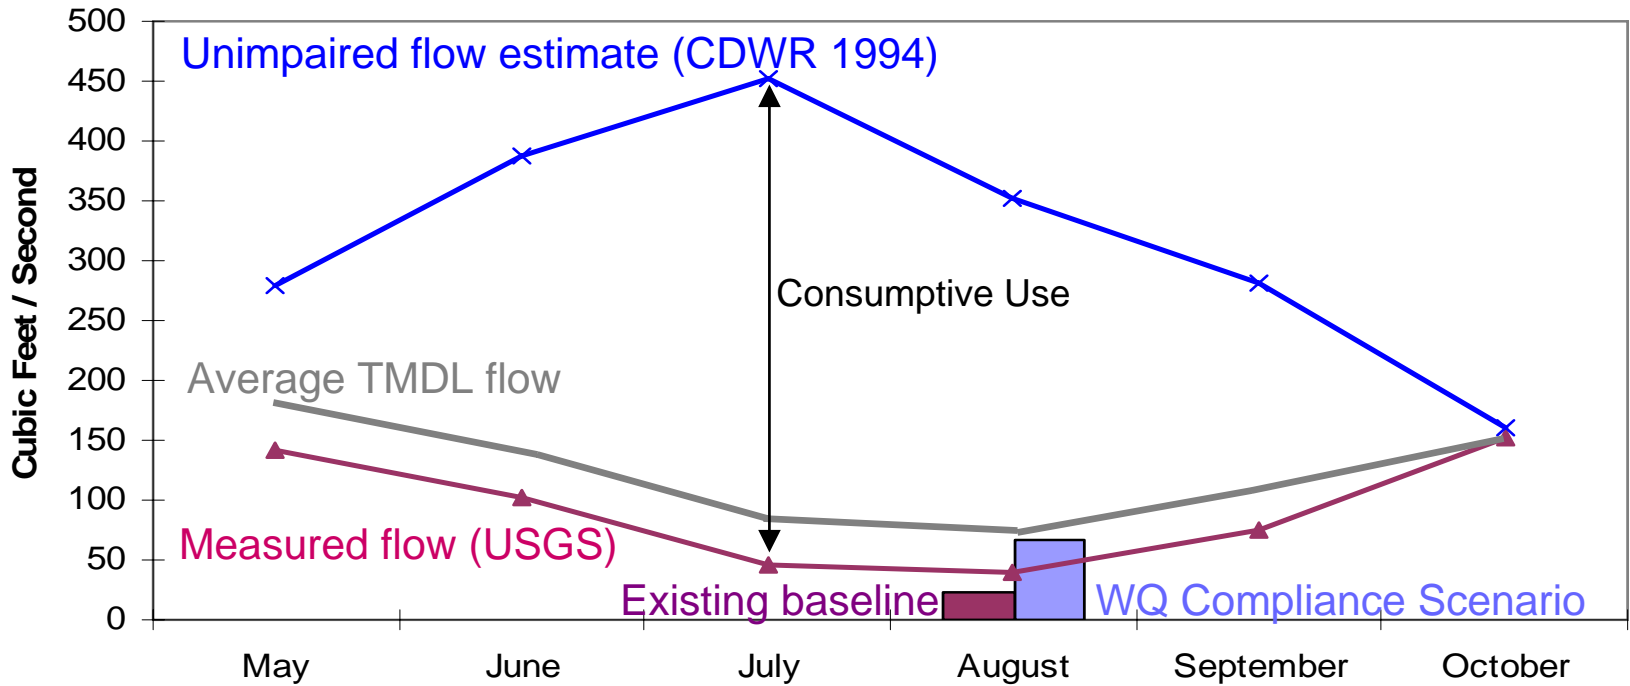 500
Unimpaired flow estimate (CDWR 1994)
450
400
350
300
Consumptive Use
250
200
Average TMDL flow
150
100
Measured flow (USGS)
50
Existing baseline
WQ Compliance Scenario
0
Cubic Feet / Second
May June July August September October